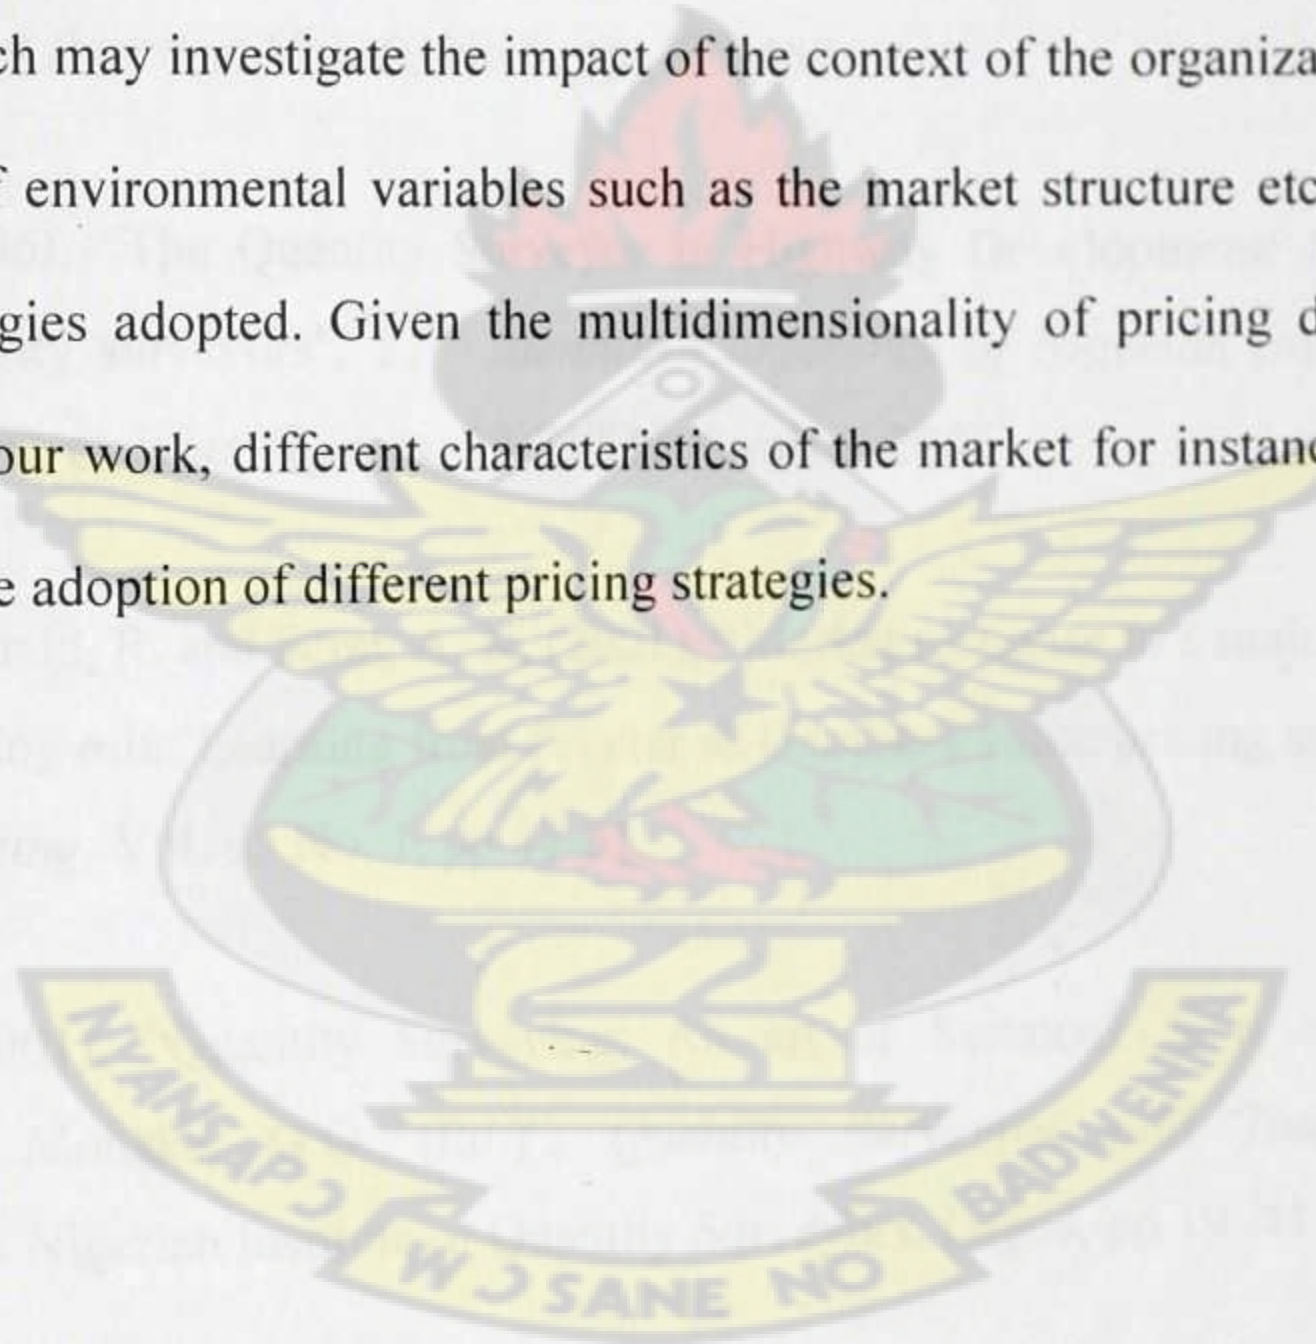 ch may investigate the impact of the context of the organiza
f environmental variables such as the market structure etc
gies adopted. Given the multidimensionality of pricing d
our work, different characteristics of the market for instanc
e adoption of different pricing strategies.
NYANSAPƆ
WƆSANE NO
BADWENMA